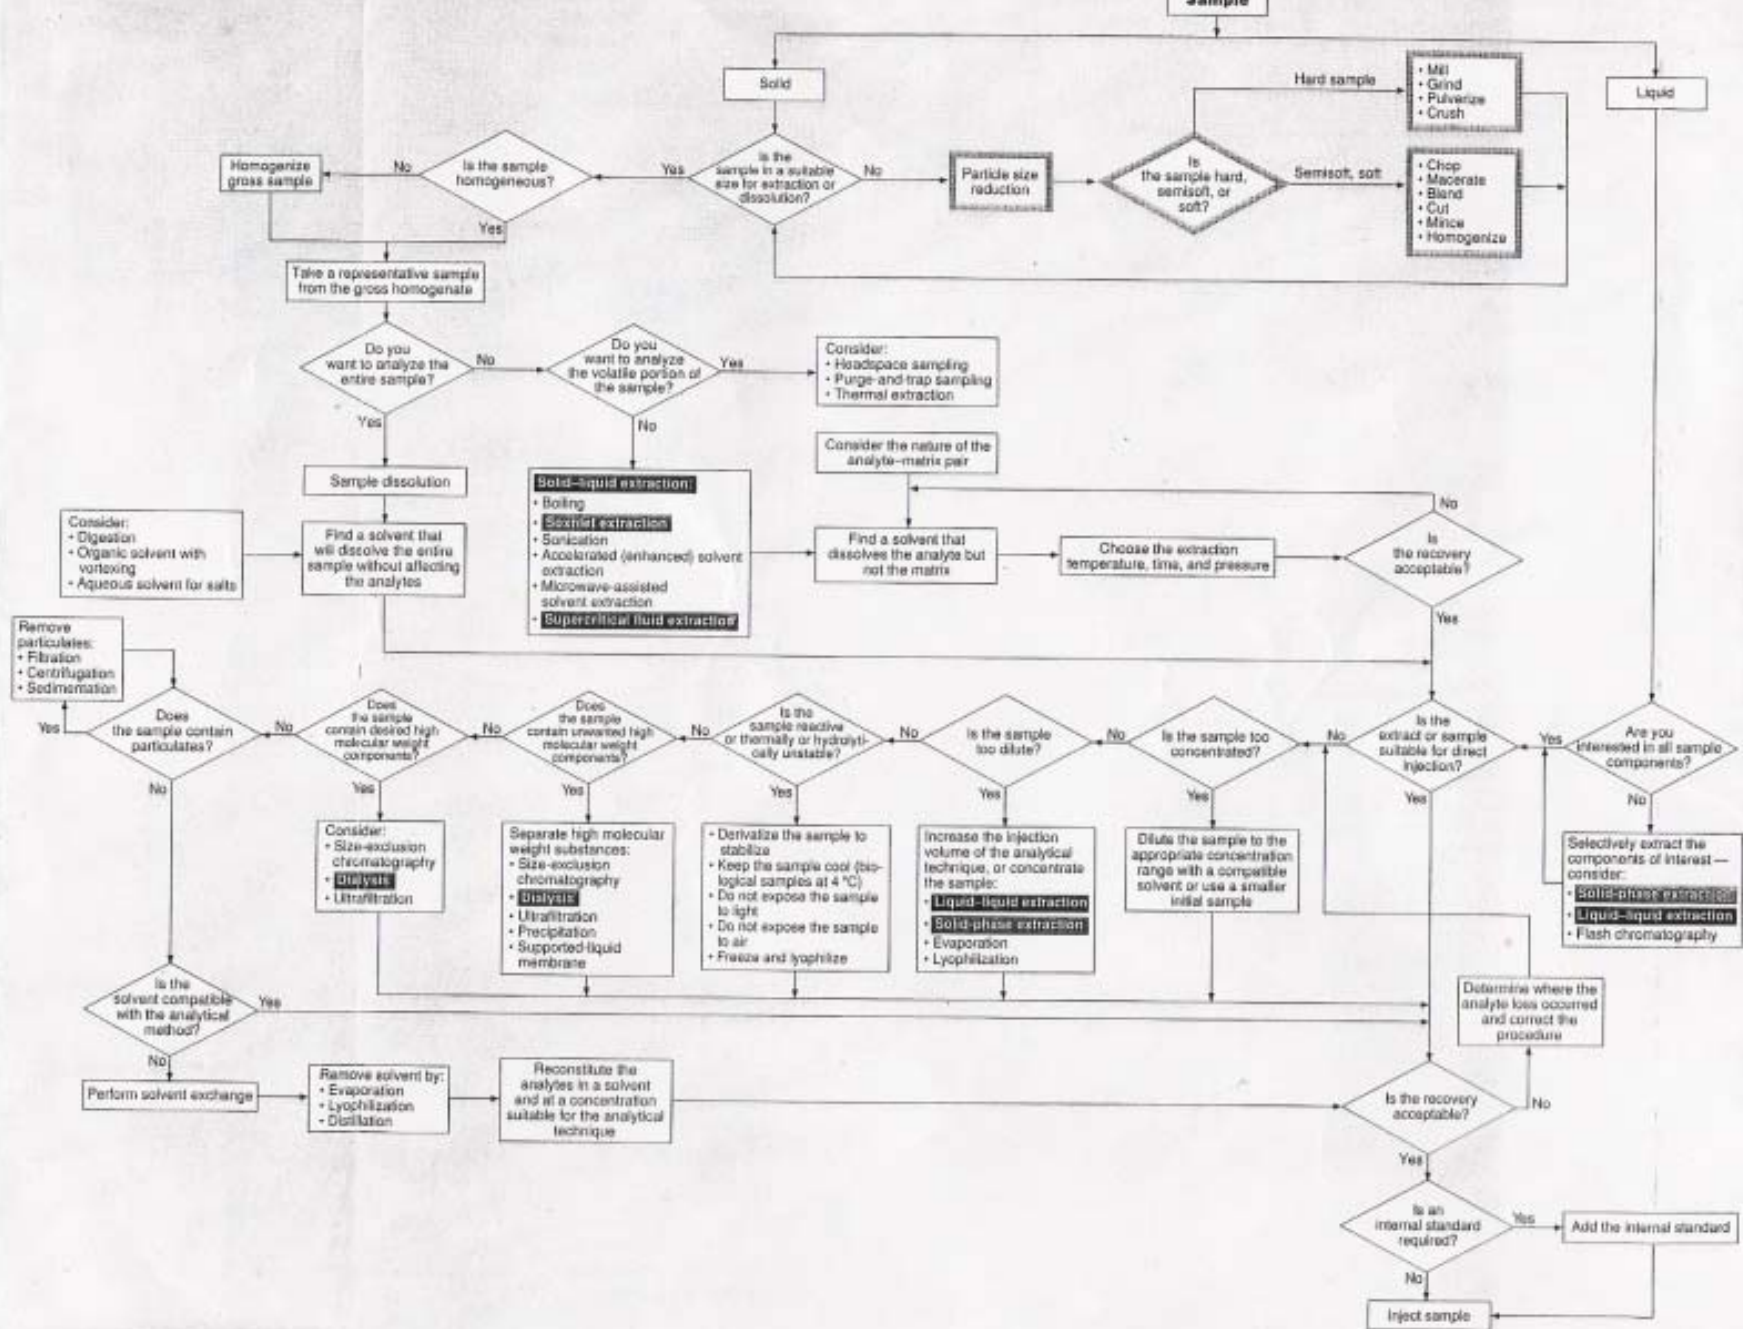 Sample
Solid
Liquid
Hard sample
• Mill
• Grind
• Pulverize
• Crush
Is the
sample in a suitable
size for extraction or
dissolution?
No
Particle size
reduction
Is
the sample hard,
semisoft, or
soft?
Semisoft, soft
• Chop
• Macerate
• Blend
• Cut
• Mince
• Homogenize
Yes
Is the sample
homogeneous?
No
Homogenize
gross sample
Yes
Take a representative sample
from the gross homogenate
Do you
want to analyze the
entire sample?
No
Do you
want to analyze
the volatile portion of
the sample?
Yes
Consider:
• Headspace sampling
• Purge-and-trap sampling
• Thermal extraction
Yes
No
Consider the nature of the
analyte–matrix pair
Sample dissolution
Consider:
• Digestion
• Organic solvent with
vortexing
• Aqueous solvent for salts
Find a solvent that
will dissolve the entire
sample without affecting
the analytes
Solid–liquid extraction:
• Boiling
• Soxhlet extraction
• Sonication
• Accelerated (enhanced) solvent
extraction
• Microwave-assisted
solvent extraction
• Supercritical fluid extraction
Find a solvent that
dissolves the analyte but
not the matrix
Choose the extraction
temperature, time, and pressure
Is
the recovery
acceptable?
No
Yes
Remove
particulates:
• Filtration
• Centrifugation
• Sedimentation
Yes
Does
the sample contain
particulates?
No
Does
the sample
contain desired high
molecular weight
components?
No
Does
the sample
contain unwanted high
molecular weight
components?
No
Is the
sample reactive
or thermally or hydrolyti-
cally unstable?
No
Is the sample
too dilute?
No
Is the sample too
concentrated?
No
Is the
extract or sample
suitable for direct
injection?
Yes
Are you
interested in all sample
components?
No
Yes
Yes
Yes
Yes
Yes
Yes
No
Consider:
• Size-exclusion
chromatography
• Dialysis
• Ultrafiltration
Separate high molecular
weight substances:
• Size-exclusion
chromatography
• Dialysis
• Ultrafiltration
• Precipitation
• Supported-liquid
membrane
• Derivatize the sample to
stabilize
• Keep the sample cool (bio-
logical samples at 4 °C)
• Do not expose the sample
to light
• Do not expose the sample
to air
• Freeze and lyophilize
Increase the injection
volume of the analytical
technique, or concentrate
the sample:
• Liquid–liquid extraction
• Solid-phase extraction
• Evaporation
• Lyophilization
Dilute the sample to the
appropriate concentration
range with a compatible
solvent or use a smaller
initial sample
Selectively extract the
components of interest —
consider:
• Solid-phase extraction
• Liquid–liquid extraction
• Flash chromatography
Is the
solvent compatible
with the analytical
method?
Yes
No
Determine where the
analyte loss occurred
and correct the
procedure
Perform solvent exchange
Remove solvent by:
• Evaporation
• Lyophilization
• Distillation
Reconstitute the
analytes in a solvent
and at a concentration
suitable for the analytical
technique
Is the recovery
acceptable?
No
Yes
Is an
internal standard
required?
Yes
Add the internal standard
No
Inject sample